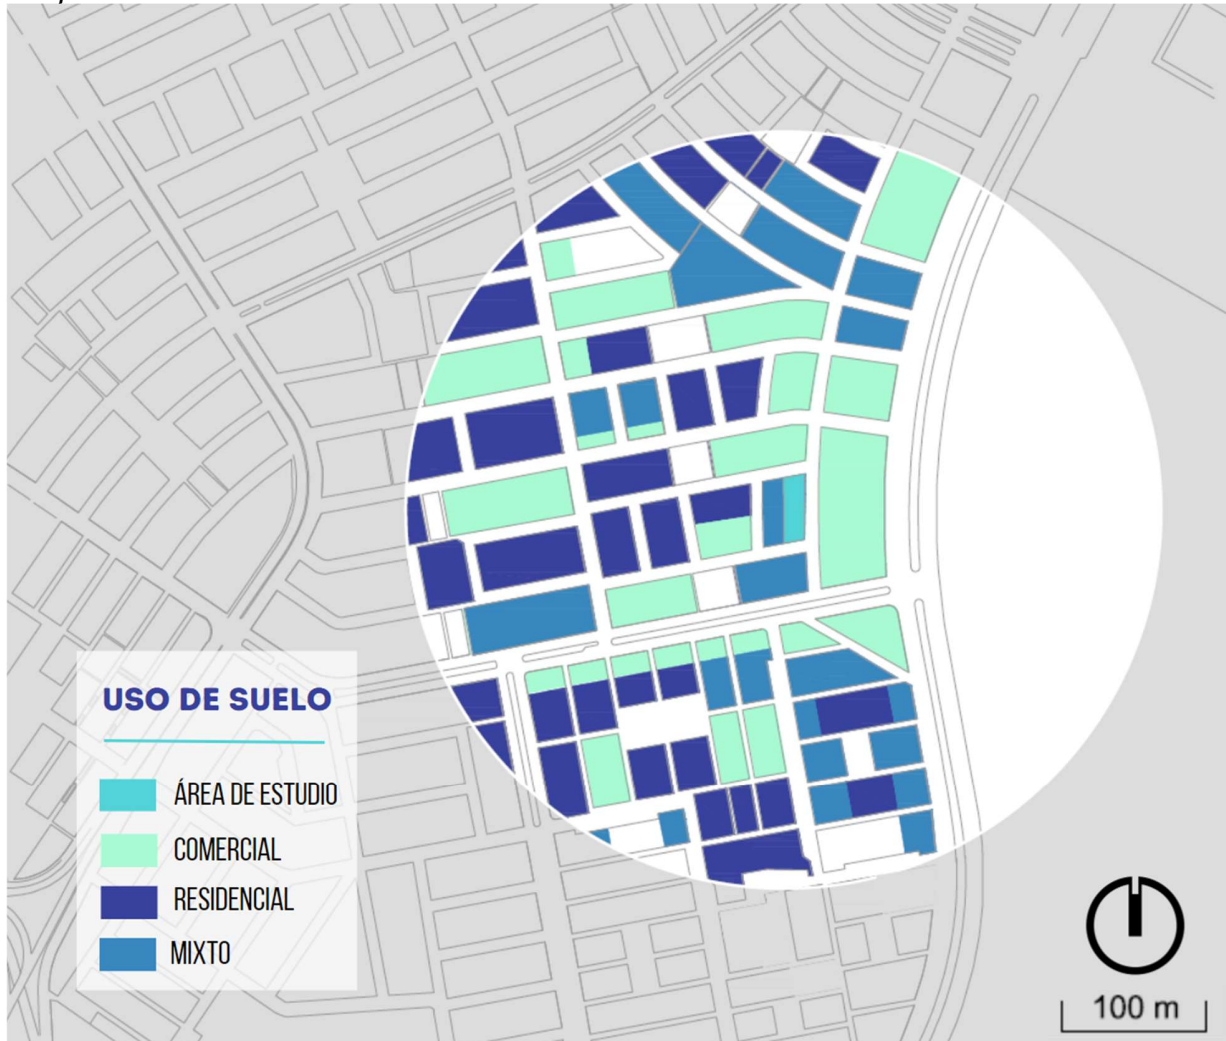 USO DE SUELO
ÁREA DE ESTUDIO
COMERCIAL
RESIDENCIAL
MIXTO
100 m